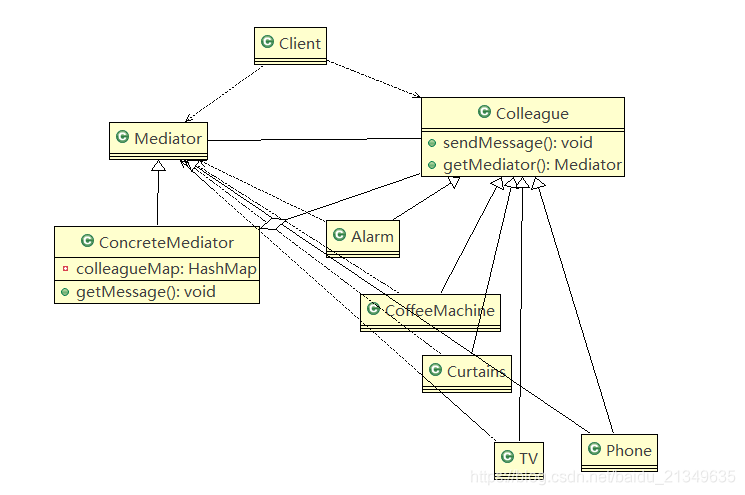 Client
Colleague
sendMessage(): void
getMediator(): Mediator
Mediator
ConcreteMediator
colleagueMap: HashMap
getMessage(): void
Alarm
CoffeeMachine
Curtains
TV
Phone
https://blog.csdn.net/baidu_21349635